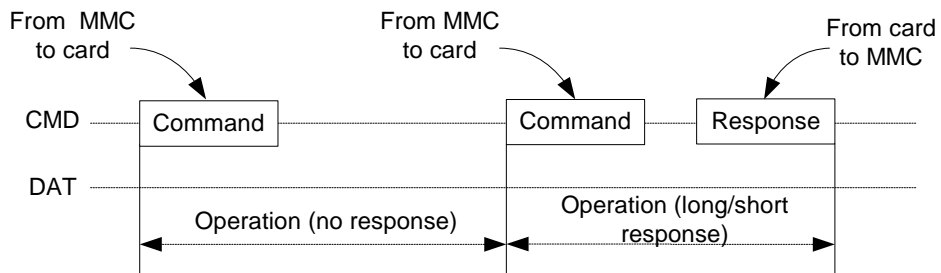 From MMC
to card
From MMC
to card
From card
to MMC
CMD
Command
Command
Response
DAT
Operation (no response)
Operation (long/short
response)